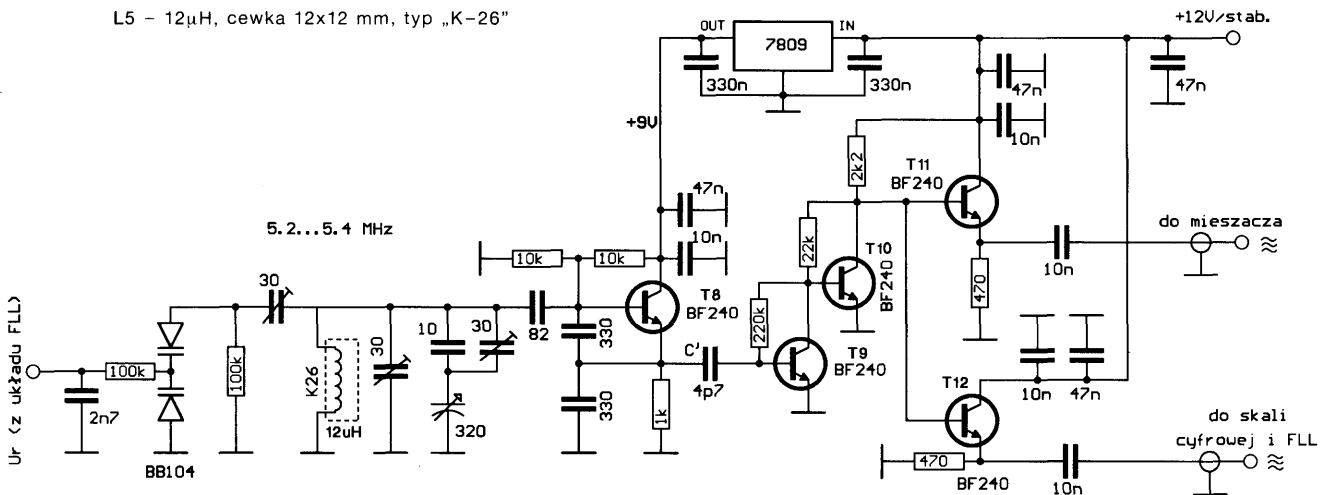 L5 – 12µH, cewka 12x12 mm, typ „K–26”
+12V/stab.
OUT
IN
7809
330n
330n
47n
47n
10n
+9V
2k2
T11
BF240
47n
10n
5.2...5.4 MHz
do mieszacza
≈
10n
470
22k
T10
BF240
10k
10k
T8
BF240
30
82
330
10
30
30
220k
C'
4p7
T9
BF240
Ur (z układu FLL)
100k
100k
K26
12uH
2n7
320
330
1k
BB104
10n
47n
T12
BF240
470
10n
do skali
cyfrowej i FLL
≈